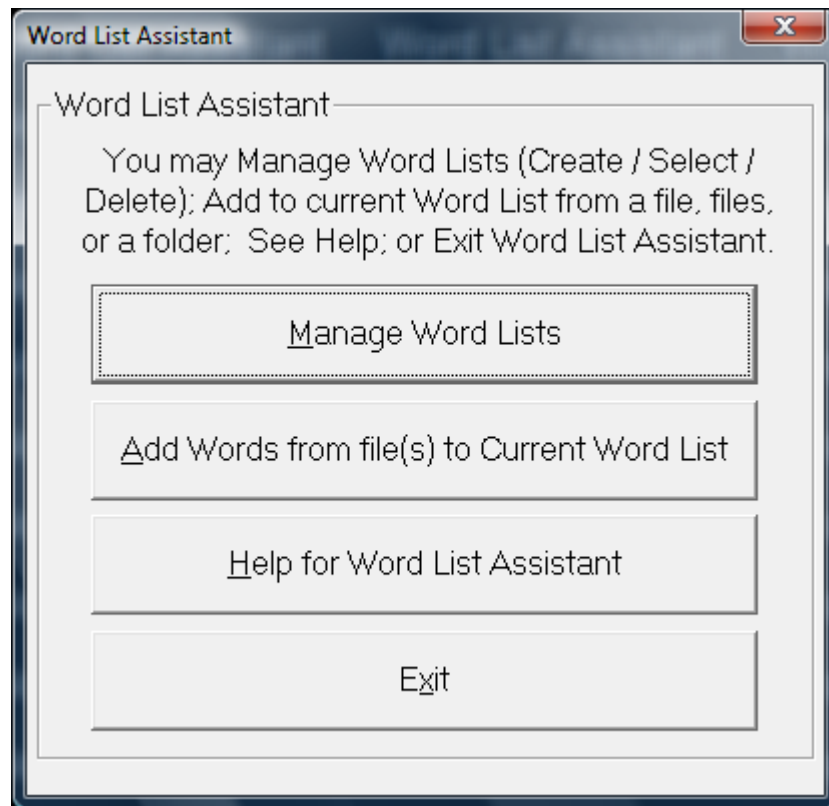 Word List Assistant
Word List Assistant
You may Manage Word Lists (Create / Select /
Delete); Add to current Word List from a file, files,
or a folder;  See Help; or Exit Word List Assistant.
Manage Word Lists
Add Words from file(s) to Current Word List
Help for Word List Assistant
Exit